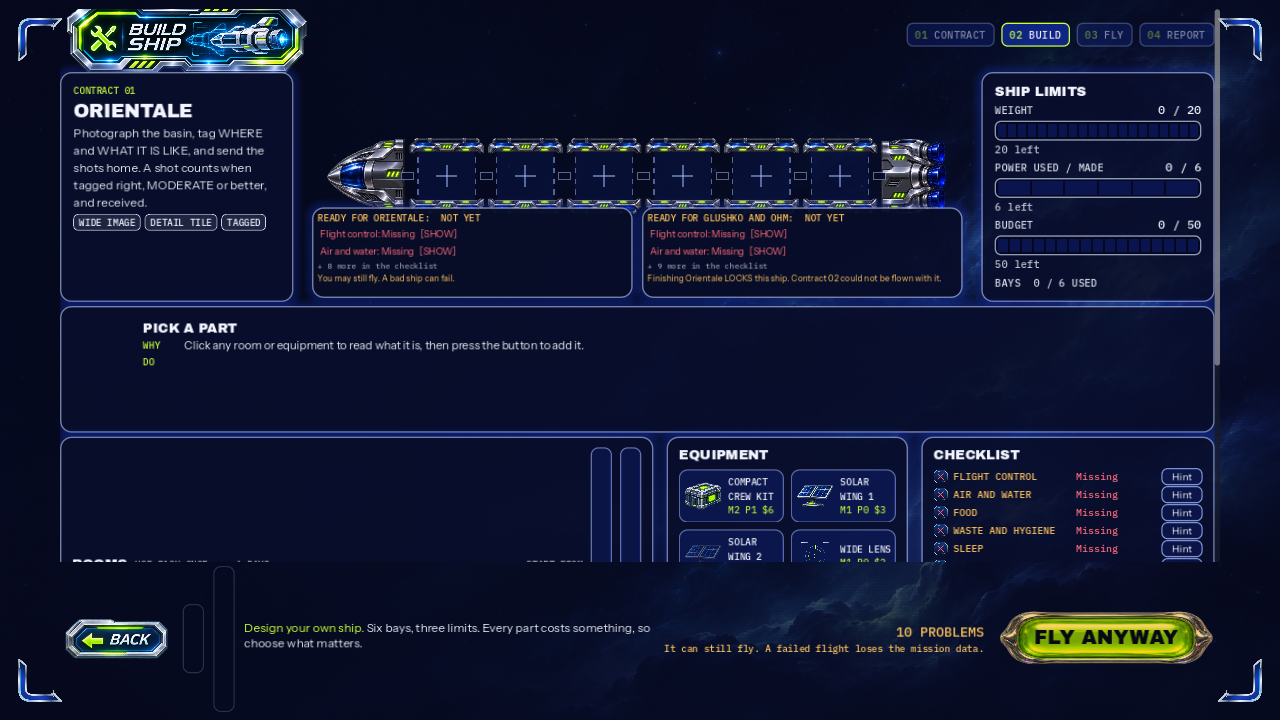 BUILD
SHIP
01 CONTRACT
02 BUILD
03 FLY
04 REPORT
CONTRACT 01
ORIENTALE
Photograph the basin, tag WHERE
and WHAT IT IS LIKE, and send the
shots home. A shot counts when
tagged right, MODERATE or better,
and received.
WIDE IMAGE
DETAIL TILE
TAGGED
READY FOR ORIENTALE: NOT YET
Flight control: Missing [SHOW]
Air and water: Missing [SHOW]
+ 8 more in the checklist
You may still fly. A bad ship can fail.
READY FOR GLUSHKO AND OHM: NOT YET
Flight control: Missing [SHOW]
Air and water: Missing [SHOW]
+ 9 more in the checklist
Finishing Orientale LOCKS this ship. Contract 02 could not be flown with it.
SHIP LIMITS
WEIGHT 0 / 20
20 left
POWER USED / MADE 0 / 6
6 left
BUDGET 0 / 50
50 left
BAYS 0 / 6 USED
PICK A PART
WHY Click any room or equipment to read what it is, then press the button to add it.
DO
EQUIPMENT
COMPACT
CREW KIT
M2 P1 $6
SOLAR
WING 1
M1 P0 $3
SOLAR
WING 2
WIDE LENS
CHECKLIST
FLIGHT CONTROL Missing Hint
AIR AND WATER Missing Hint
FOOD Missing Hint
WASTE AND HYGIENE Missing Hint
SLEEP Missing Hint
BACK
Design your own ship. Six bays, three limits. Every part costs something, so
choose what matters.
10 PROBLEMS
It can still fly. A failed flight loses the mission data.
FLY ANYWAY